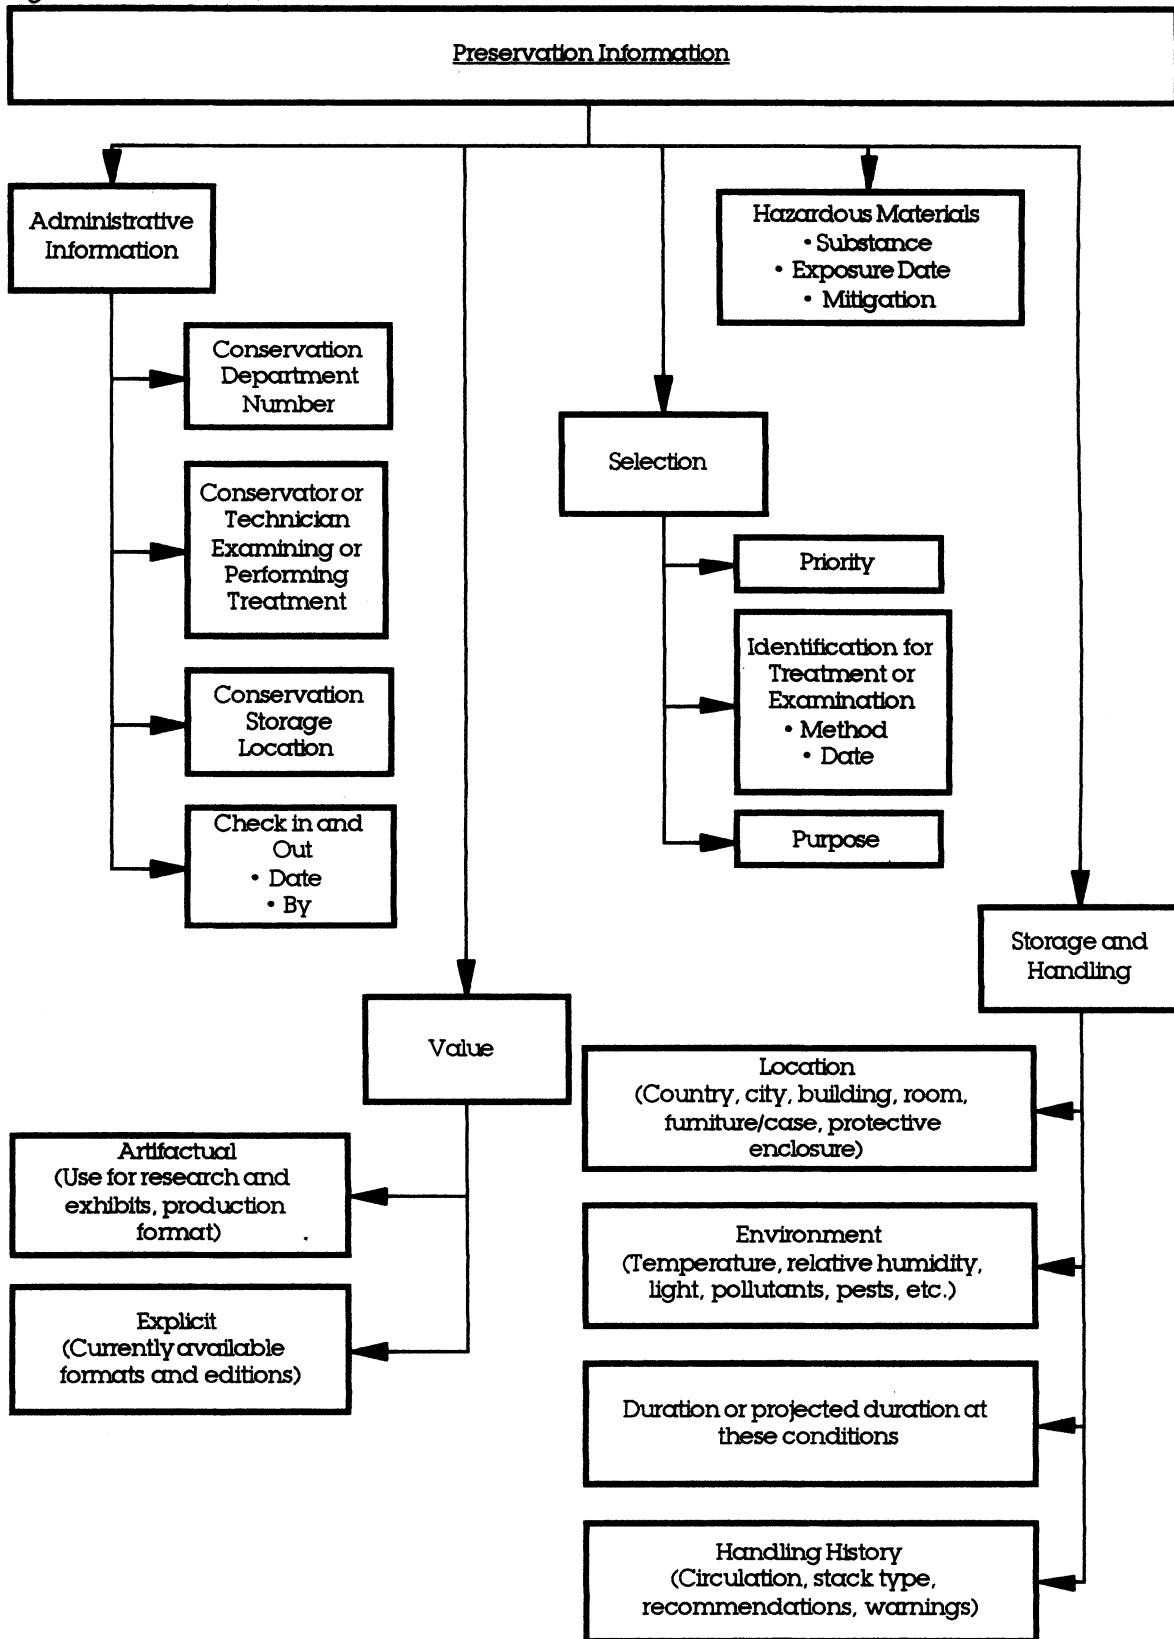 Preservation Information
Administrative
Information
Conservation
Department
Number
Conservator or
Technician
Examining or
Performing
Treatment
Conservation
Storage
Location
Check in and
Out
• Date
• By
Value
Artifactual
(Use for research and
exhibits, production
format)
Explicit
(Currently available
formats and editions)
Selection
Priority
Identification for
Treatment or
Examination
• Method
• Date
Purpose
Hazardous Materials
• Substance
• Exposure Date
• Mitigation
Storage and
Handling
Location
(Country, city, building, room,
furniture/case, protective
enclosure)
Environment
(Temperature, relative humidity,
light, pollutants, pests, etc.)
Duration or projected duration at
these conditions
Handling History
(Circulation, stack type,
recommendations, warnings)